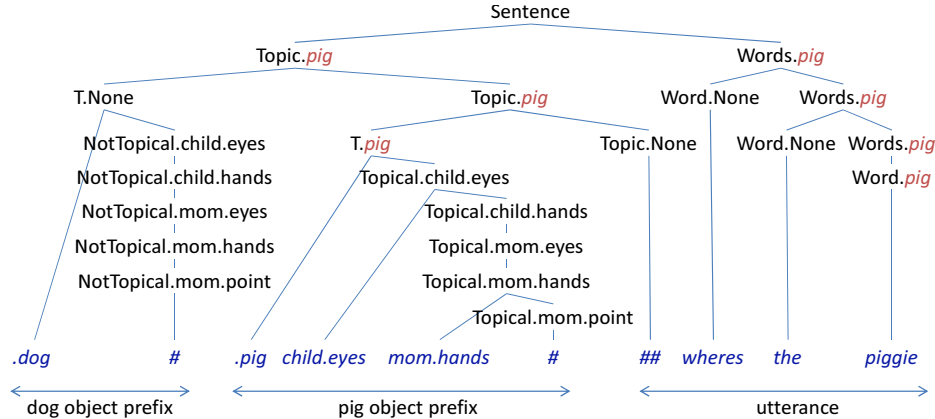 Sentence
Topic.pig Words.pig
T.None Topic.pig Word.None Words.pig
NotTopical.child.eyes T.pig Topic.None Word.None Words.pig
NotTopical.child.hands Topical.child.eyes Word.pig
NotTopical.mom.eyes Topical.child.hands
NotTopical.mom.hands Topical.mom.eyes
NotTopical.mom.point Topical.mom.hands
Topical.mom.point
.dog # .pig child.eyes mom.hands # ## wheres the piggie
dog object prefix pig object prefix utterance